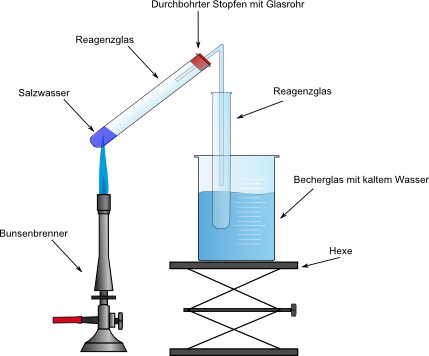 Durchbohrter Stopfen mit Glasrohr
Reagenzglas
Salzwasser
Reagenzglas
Becherglas mit kaltem Wasser
Bunsenbrenner
Hexe